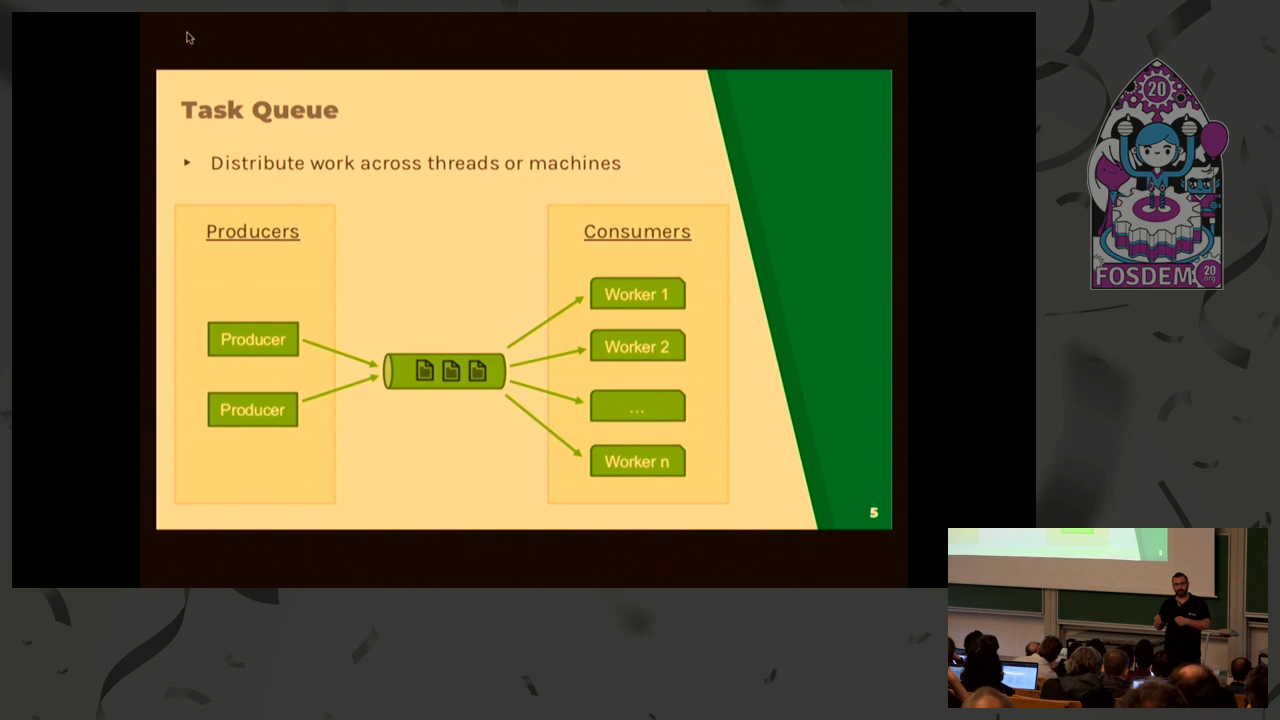 Task Queue
Distribute work across threads or machines
Producers
Consumers
Worker 1
Producer
Worker 2
Producer
...
Worker n
5
20
FOSDEM 20
.org